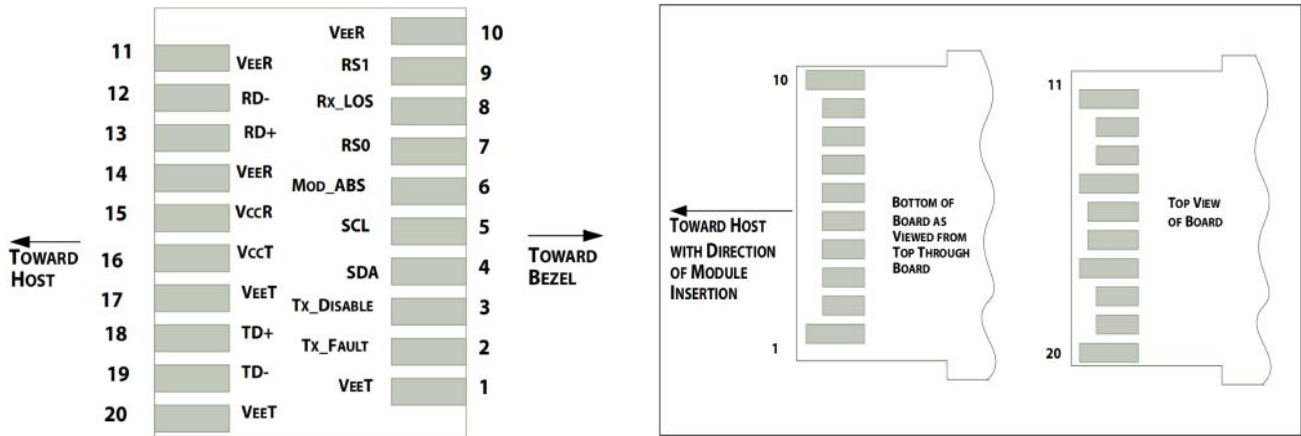 VEER 10
11 VEER
RS1 9
12 RD-
RX_LOS 8
13 RD+
RS0 7
14 VEER
MOD_ABS 6
15 VCCR
SCL 5
16 VCCT
SDA 4
17 VEET
TX_DISABLE 3
18 TD+
TX_FAULT 2
19 TD-
VEET 1
20 VEET
TOWARD
HOST
TOWARD
BEZEL
10
1
BOTTOM OF
BOARD AS
VIEWED FROM
TOP THROUGH
BOARD
TOWARD HOST
WITH DIRECTION
OF MODULE
INSERTION
11
20
TOP VIEW
OF BOARD